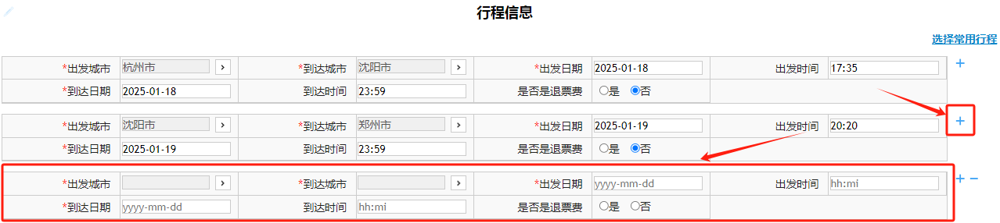 行程信息
选择常用行程
*出发城市 杭州市 > *到达城市 沈阳市 > *出发日期 2025-01-18 出发时间 17:35 +
*到达日期 2025-01-18 *到达时间 23:59 是否是退票费 是 否
*出发城市 沈阳市 > *到达城市 郑州市 > *出发日期 2025-01-19 出发时间 20:20 +
*到达日期 2025-01-19 *到达时间 23:59 是否是退票费 是 否
*出发城市 > *到达城市 > *出发日期 yyyy-mm-dd 出发时间 hh:mi + −
*到达日期 yyyy-mm-dd 到达时间 hh:mi 是否是退票费 是 否